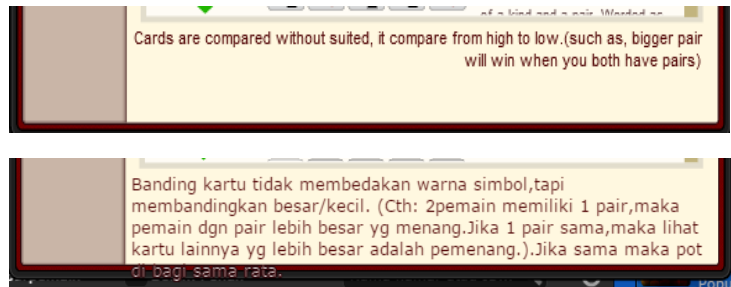 of a kind and a pair. Worded as
Cards are compared without suited, it compare from high to low.(such as, bigger pair
will win when you both have pairs)
Banding kartu tidak membedakan warna simbol,tapi
membandingkan besar/kecil. (Cth: 2pemain memiliki 1 pair,maka
pemain dgn pair lebih besar yg menang.Jika 1 pair sama,maka lihat
kartu lainnya yg lebih besar adalah pemenang.).Jika sama maka pot
di bagi sama rata.